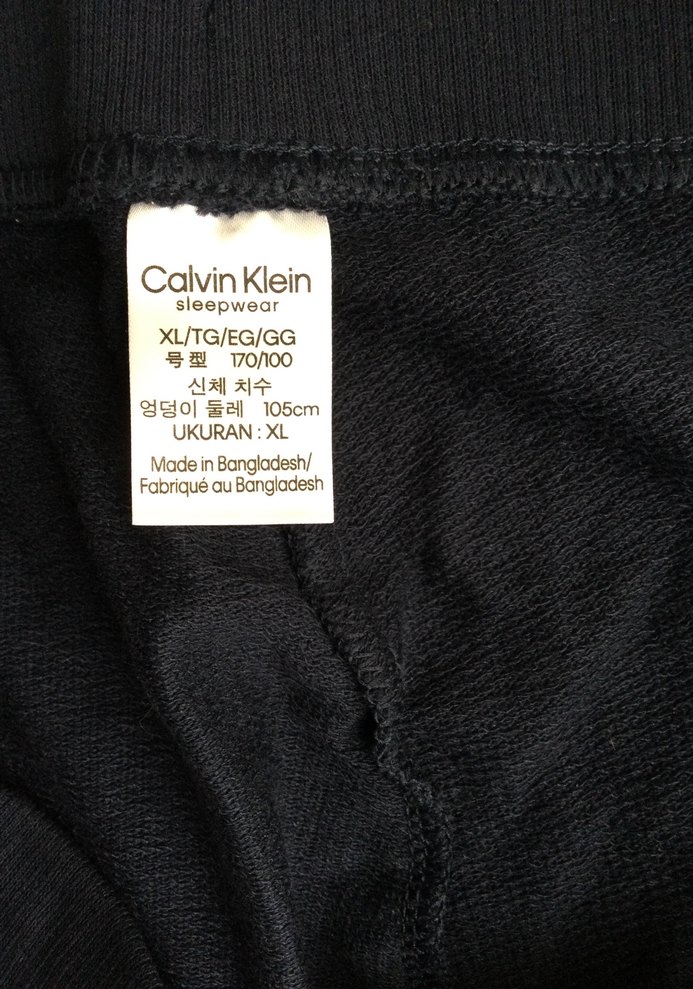 Calvin Klein
sleepwear
XL/TG/EG/GG
号型 170/100
신체 치수
엉덩이 둘레 105cm
UKURAN : XL
Made in Bangladesh/
Fabriqué au Bangladesh